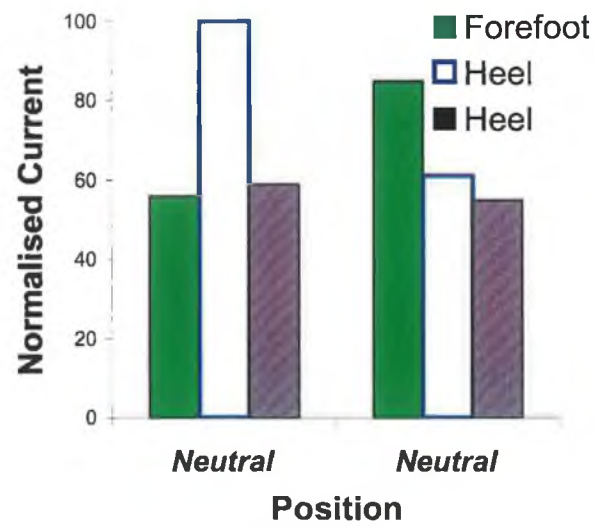 Forefoot
Heel
Heel
Normalised Current
100
80
60
40
20
0
Neutral
Neutral
Position